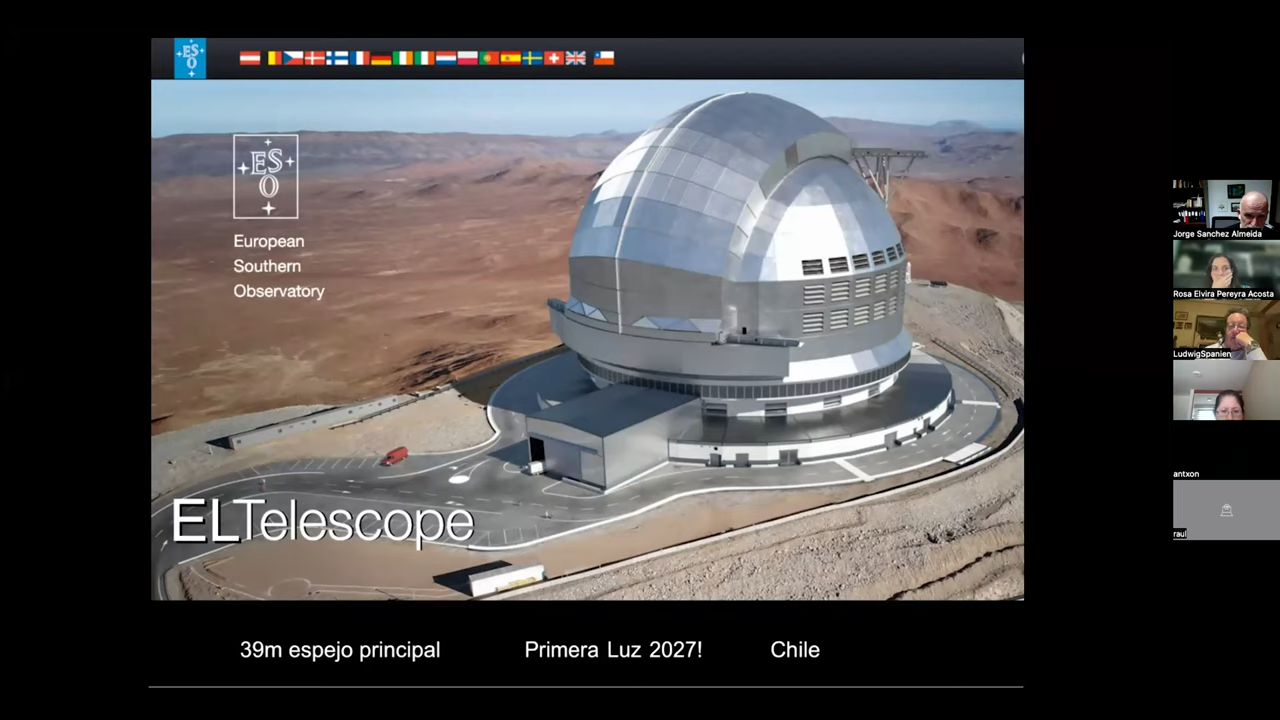 ES
O
ES
O
European
Southern
Observatory
ELTelescope
39m espejo principal
Primera Luz 2027!
Chile
Jorge Sanchez Almeida
Rosa Elvira Pereyra Acosta
LudwigSpanien
antxon
raul